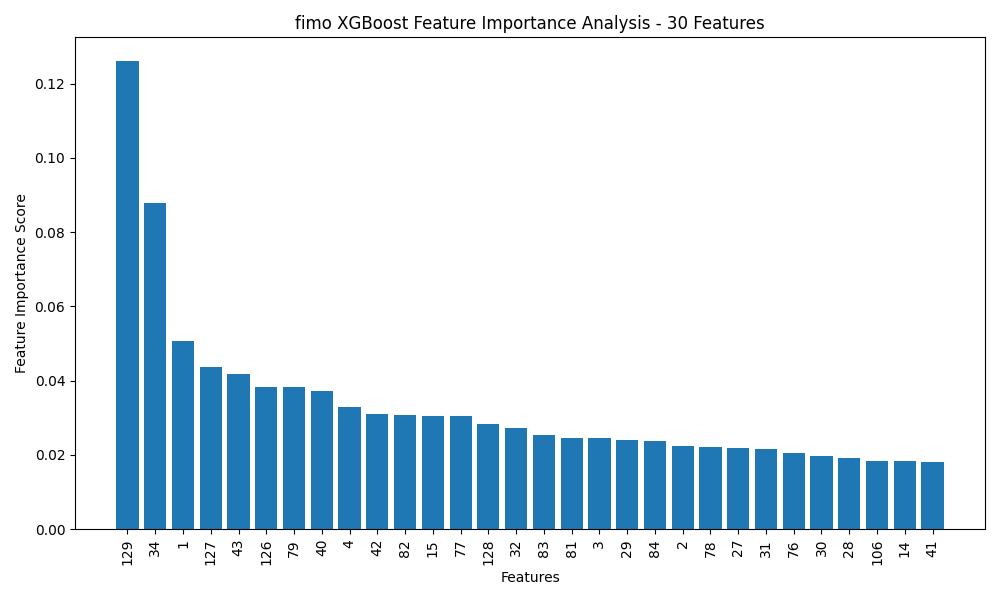 fimo XGBoost Feature Importance Analysis - 30 Features
Feature Importance Score
0.12
0.10
0.08
0.06
0.04
0.02
0.00
129 34 1 127 43 126 79 40 4 42 82 15 77 128 32 83 81 3 29 84 2 78 27 31 76 30 28 106 14 41
Features